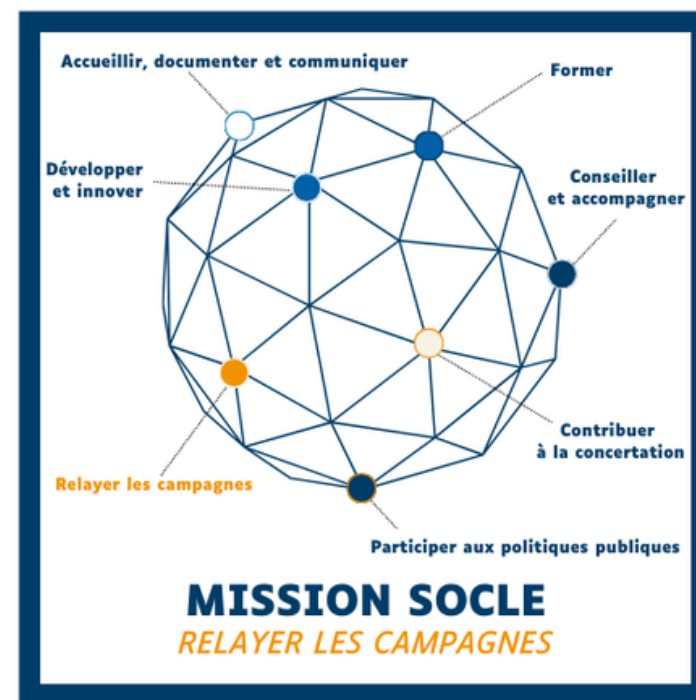 Accueillir, documenter et communiquer
Former
Développer
et innover
Conseiller
et accompagner
Contribuer
à la concertation
Relayer les campagnes
Participer aux politiques publiques
MISSION SOCLE
RELAYER LES CAMPAGNES